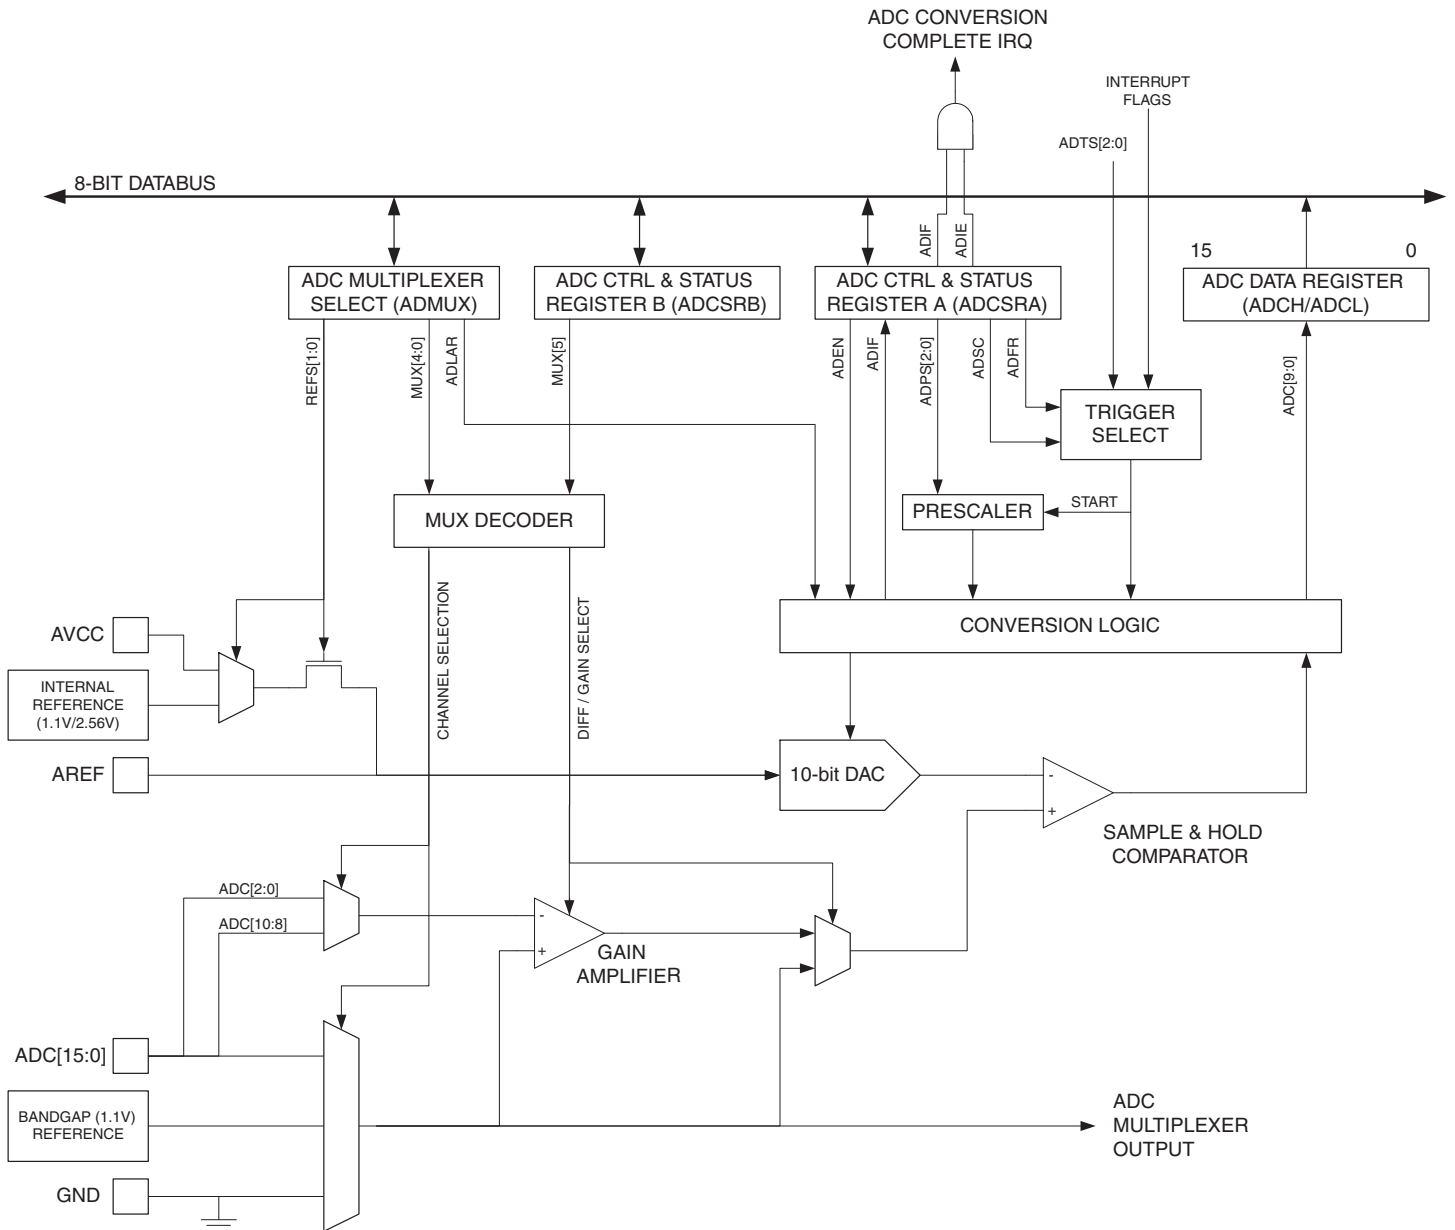 ADC CONVERSION
COMPLETE IRQ
INTERRUPT
FLAGS
ADTS[2:0]
8-BIT DATABUS
ADIF
ADIE
15
0
ADC MULTIPLEXER
SELECT (ADMUX)
ADC CTRL & STATUS
REGISTER B (ADCSRB)
ADC CTRL & STATUS
REGISTER A (ADCSRA)
ADC DATA REGISTER
(ADCH/ADCL)
REFS[1:0]
MUX[4:0]
ADLAR
MUX[5]
ADEN
ADIF
ADPS[2:0]
ADSC
ADFR
ADC[9:0]
TRIGGER
SELECT
MUX DECODER
PRESCALER
START
CHANNEL SELECTION
DIFF / GAIN SELECT
CONVERSION LOGIC
AVCC
INTERNAL
REFERENCE
(1.1V/2.56V)
AREF
10-bit DAC
-
+
SAMPLE & HOLD
COMPARATOR
ADC[2:0]
ADC[10:8]
-
+
GAIN
AMPLIFIER
ADC[15:0]
BANDGAP (1.1V)
REFERENCE
GND
ADC
MULTIPLEXER
OUTPUT